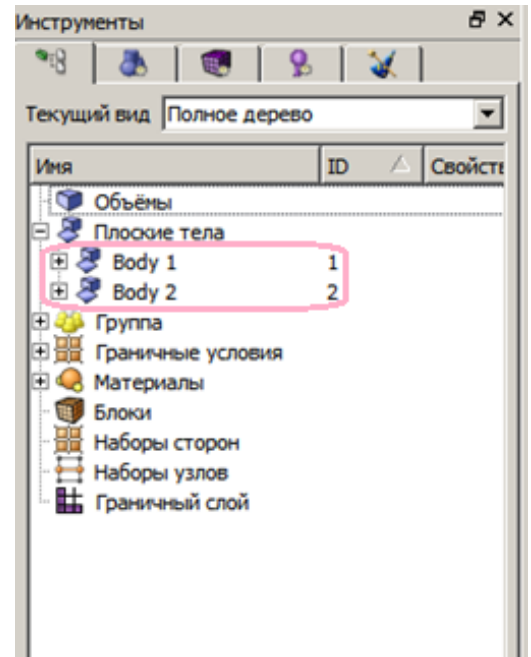 Инструменты
Текущий вид Полное дерево
Имя ID Свойств
Объёмы
Плоские тела
Body 1 1
Body 2 2
Группа
Граничные условия
Материалы
Блоки
Наборы сторон
Наборы узлов
Граничный слой